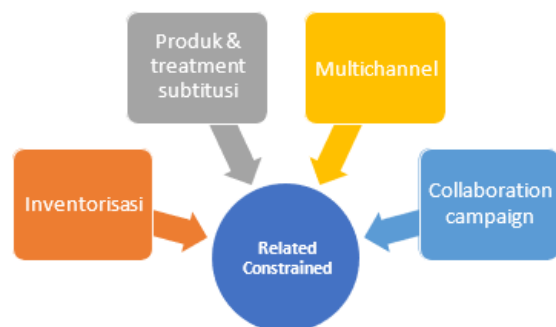 Produk &
treatment
subtitusi
Multichannel
Inventorisasi
Collaboration
campaign
Related
Constrained